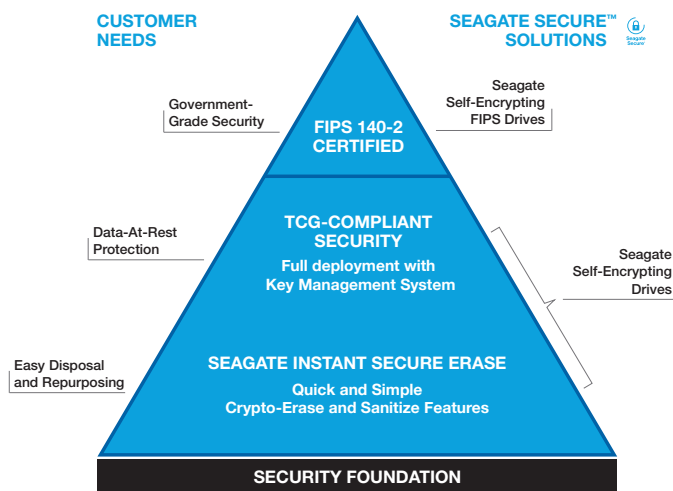 CUSTOMER
NEEDS
SEAGATE SECURE™
SOLUTIONS
Seagate
Secure®
Government-
Grade Security
FIPS 140-2
CERTIFIED
Seagate
Self-Encrypting
FIPS Drives
Data-At-Rest
Protection
TCG-COMPLIANT
SECURITY
Full deployment with
Key Management System
Seagate
Self-Encrypting
Drives
Easy Disposal
and Repurposing
SEAGATE INSTANT SECURE ERASE
Quick and Simple
Crypto-Erase and Sanitize Features
SECURITY FOUNDATION